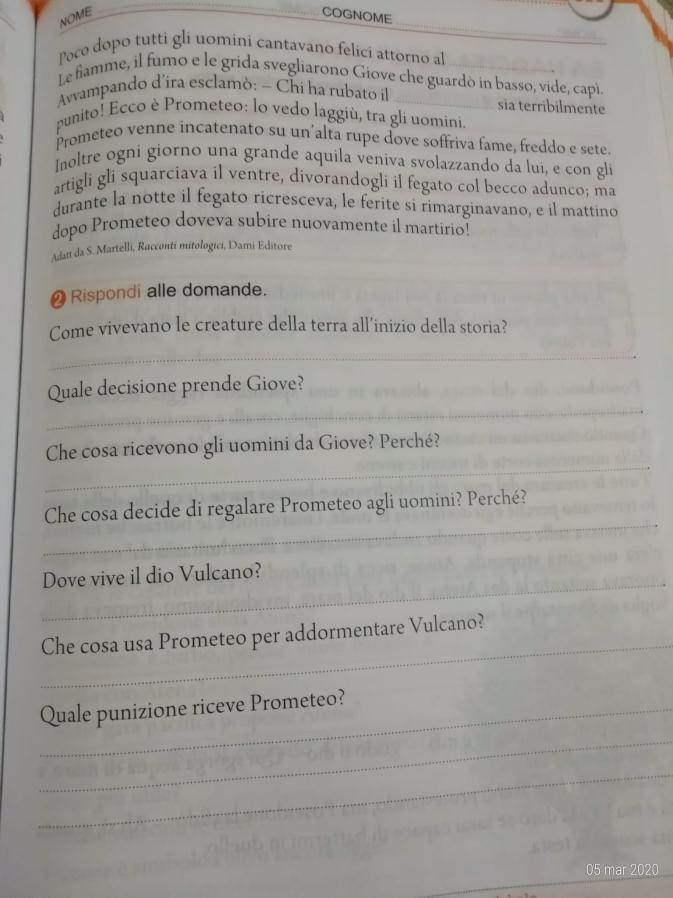 NOME COGNOME
Poco dopo tutti gli uomini cantavano felici attorno al ..................
Le fiamme, il fumo e le grida svegliarono Giove che guardò in basso, vide, capì.
Avvampando d'ira esclamò: – Chi ha rubato il .................. sia terribilmente
punito! Ecco è Prometeo: lo vedo laggiù, tra gli uomini.
Prometeo venne incatenato su un'alta rupe dove soffriva fame, freddo e sete.
Inoltre ogni giorno una grande aquila veniva svolazzando da lui, e con gli
artigli gli squarciava il ventre, divorandogli il fegato col becco adunco; ma
durante la notte il fegato ricresceva, le ferite si rimarginavano, e il mattino
dopo Prometeo doveva subire nuovamente il martirio!
Adatt da S. Martelli, Racconti mitologici, Dami Editore
2 Rispondi alle domande.
Come vivevano le creature della terra all'inizio della storia?
Quale decisione prende Giove?
Che cosa ricevono gli uomini da Giove? Perché?
Che cosa decide di regalare Prometeo agli uomini? Perché?
Dove vive il dio Vulcano?
Che cosa usa Prometeo per addormentare Vulcano?
Quale punizione riceve Prometeo?
05 mar 2020